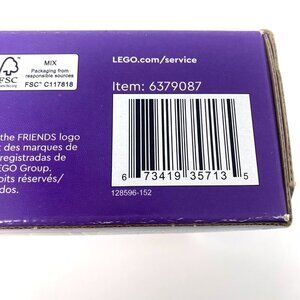 FSC
MIX
Packaging from
responsible sources
FSC™ C117818
LEGO.com/service
Item: 6379087
the FRIENDS logo
des marques de
registradas de
EGO Group.
oits réservés/
dos.
6 73419 35713 5
128596-152